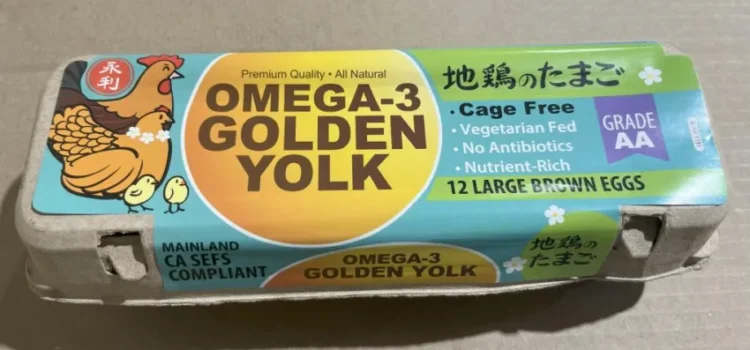 永
利
Premium Quality • All Natural
OMEGA-3
GOLDEN
YOLK
地鶏のたまご
• Cage Free
• Vegetarian Fed
• No Antibiotics
• Nutrient-Rich
GRADE
AA
12 LARGE BROWN EGGS
MAINLAND
CA SEFS
COMPLIANT
OMEGA-3
GOLDEN YOLK
地鶏の
たまご